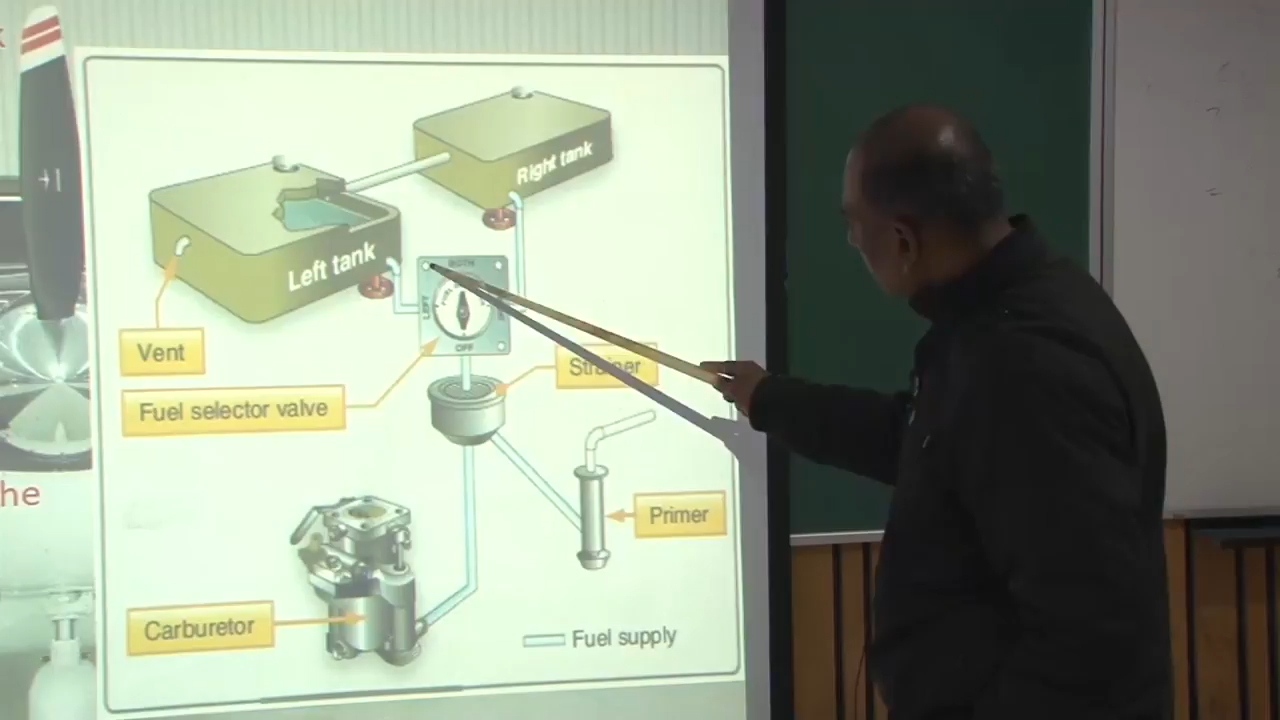 Right tank
Left tank
BOTH
LEFT
OFF
Vent
Fuel selector valve
Strainer
Primer
Carburetor
Fuel supply
he